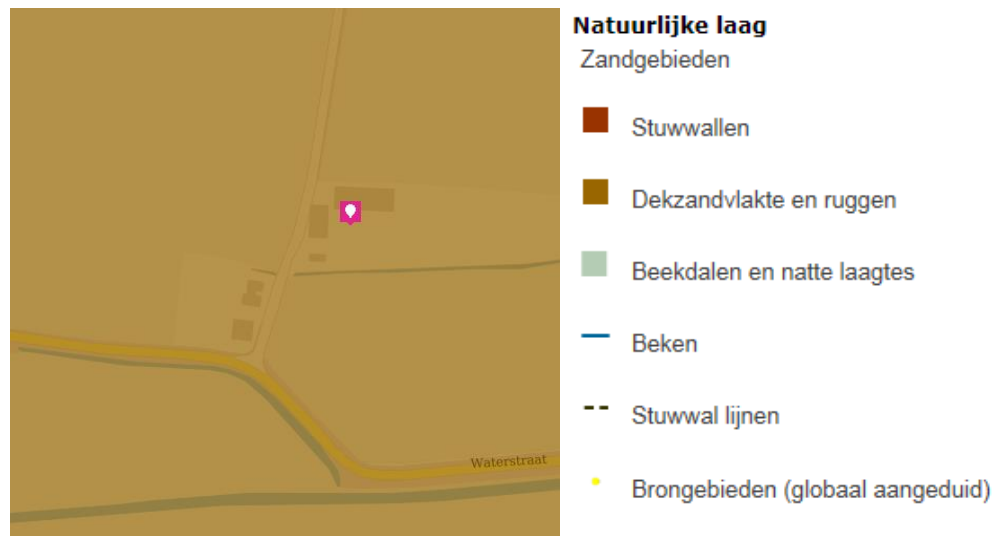 Natuurlijke laag
Zandgebieden
Stuwwallen
Dekzandvlakte en ruggen
Beekdalen en natte laagtes
Beken
Stuwwal lijnen
Brongebieden (globaal aangeduid)
Waterstraat